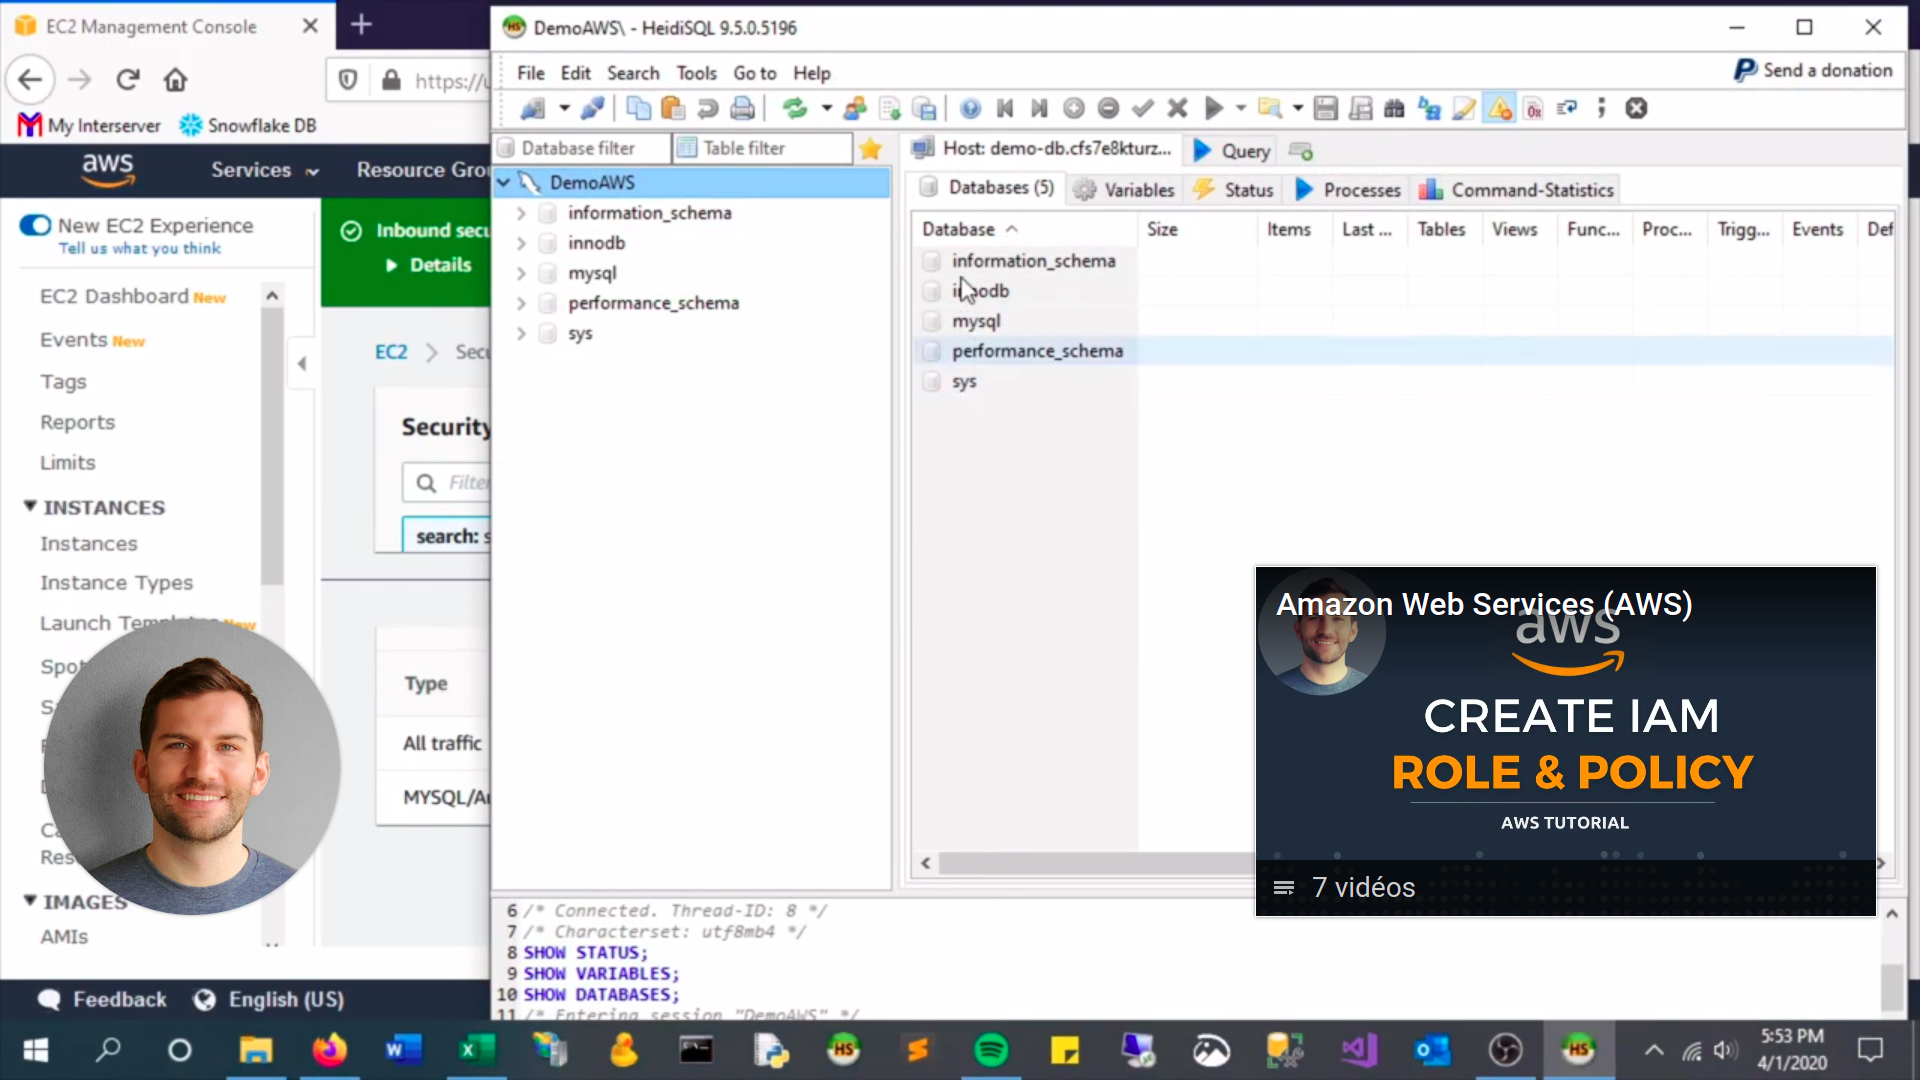 EC2 Management Console
DemoAWS\ - HeidiSQL 9.5.0.5196
File Edit Search Tools Go to Help
Send a donation
https://u
My Interserver Snowflake DB
Database filter Table filter
Host: demo-db.cfs7e8kturz... Query
aws Services Resource Gro
DemoAWS
information_schema
innodb
mysql
performance_schema
sys
Databases (5) Variables Status Processes Command-Statistics
Database Size Items Last ... Tables Views Func... Proc... Trigg... Events Def
information_schema
mysql
performance_schema
sys
New EC2 Experience
Tell us what you think
EC2 Dashboard New
Events New
Tags
Reports
Limits
INSTANCES
Instances
Instance Types
Launch
IMAGES
AMIs
Inbound
Details
EC2
Security
Filter
search: s
Type
All traffic
MYSQL/Au
Amazon Web Services (AWS)
aws
CREATE IAM
ROLE & POLICY
AWS TUTORIAL
7 vidéos
6 /* Connected. Thread-ID: 8 */
7 /* Characterset: utf8mb4 */
8 SHOW STATUS;
9 SHOW VARIABLES;
10 SHOW DATABASES;
11 /* Entering session "DemoAWS" */
Feedback English (US)
5:53 PM
4/1/2020